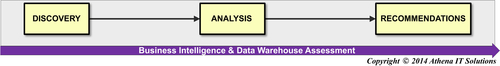 DISCOVERY ANALYSIS RECOMMENDATIONS
Business Intelligence & Data Warehouse Assessment
Copyright © 2014 Athena IT Solutions